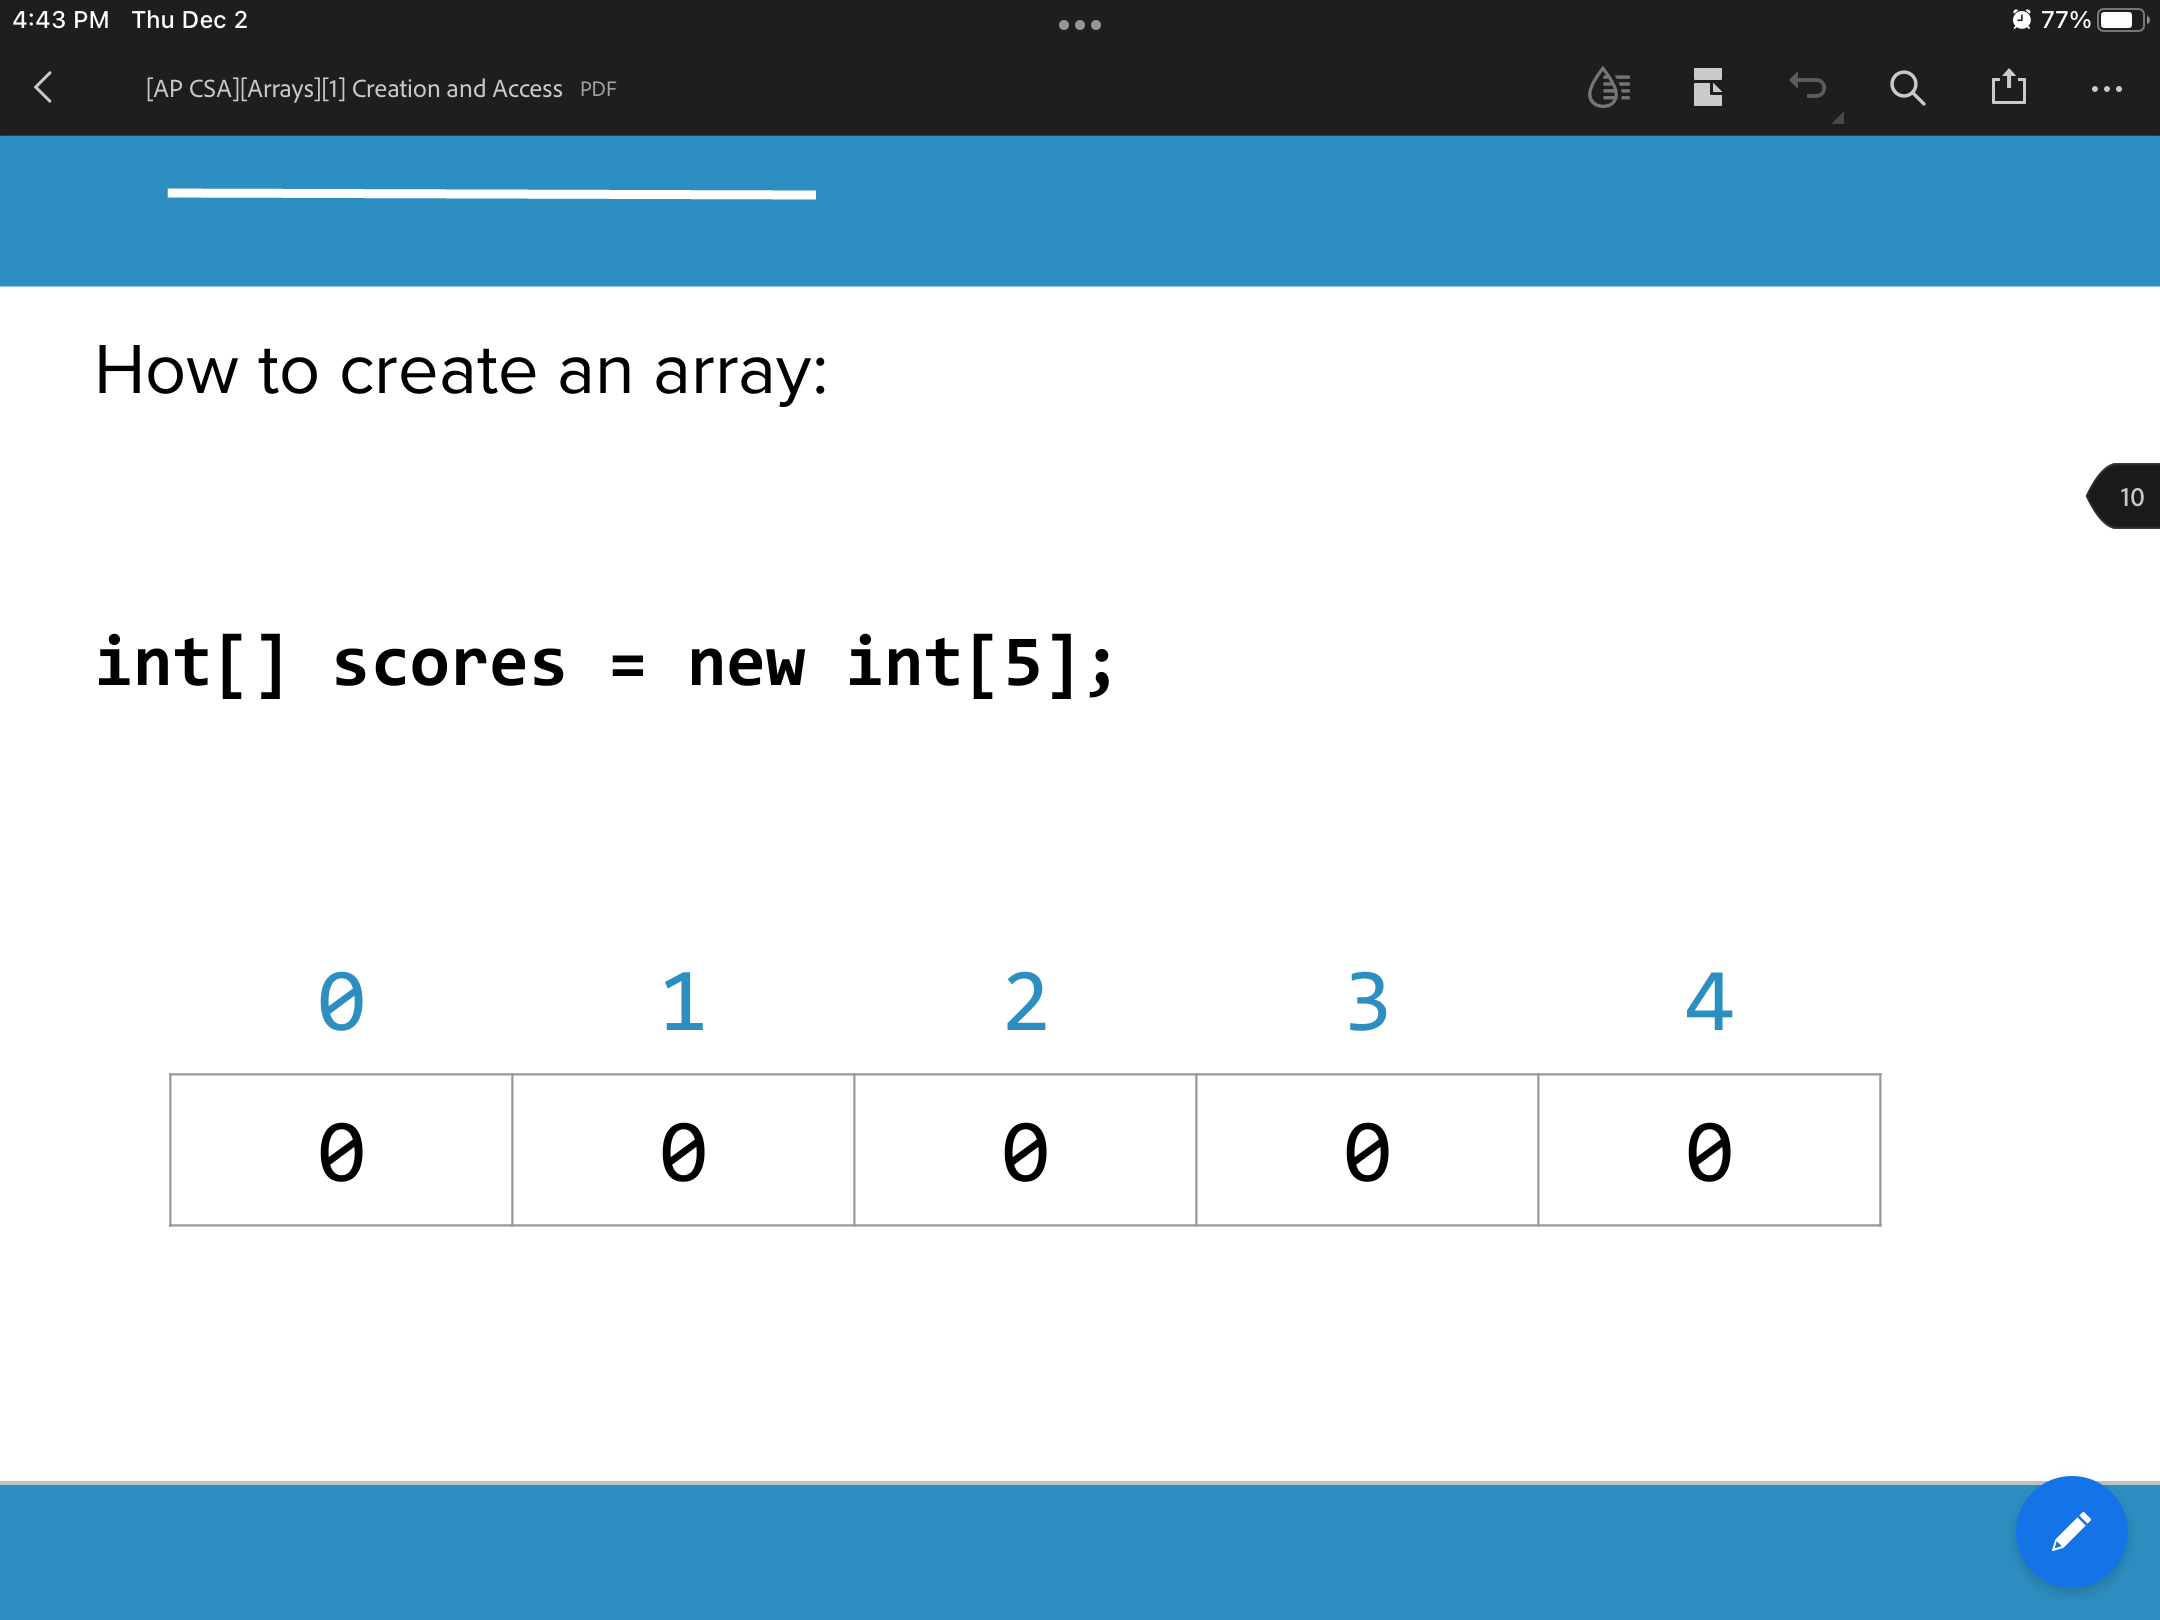 4:43 PM Thu Dec 2
77%
[AP CSA][Arrays][1] Creation and Access PDF
How to create an array:
10
int[] scores = new int[5];
0 1 2 3 4
0 0 0 0 0